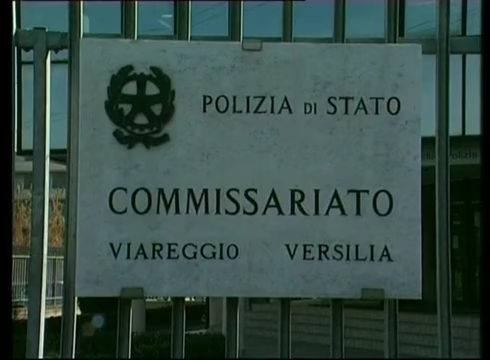 POLIZIA DI STATO
COMMISSARIATO
VIAREGGIO VERSILIA